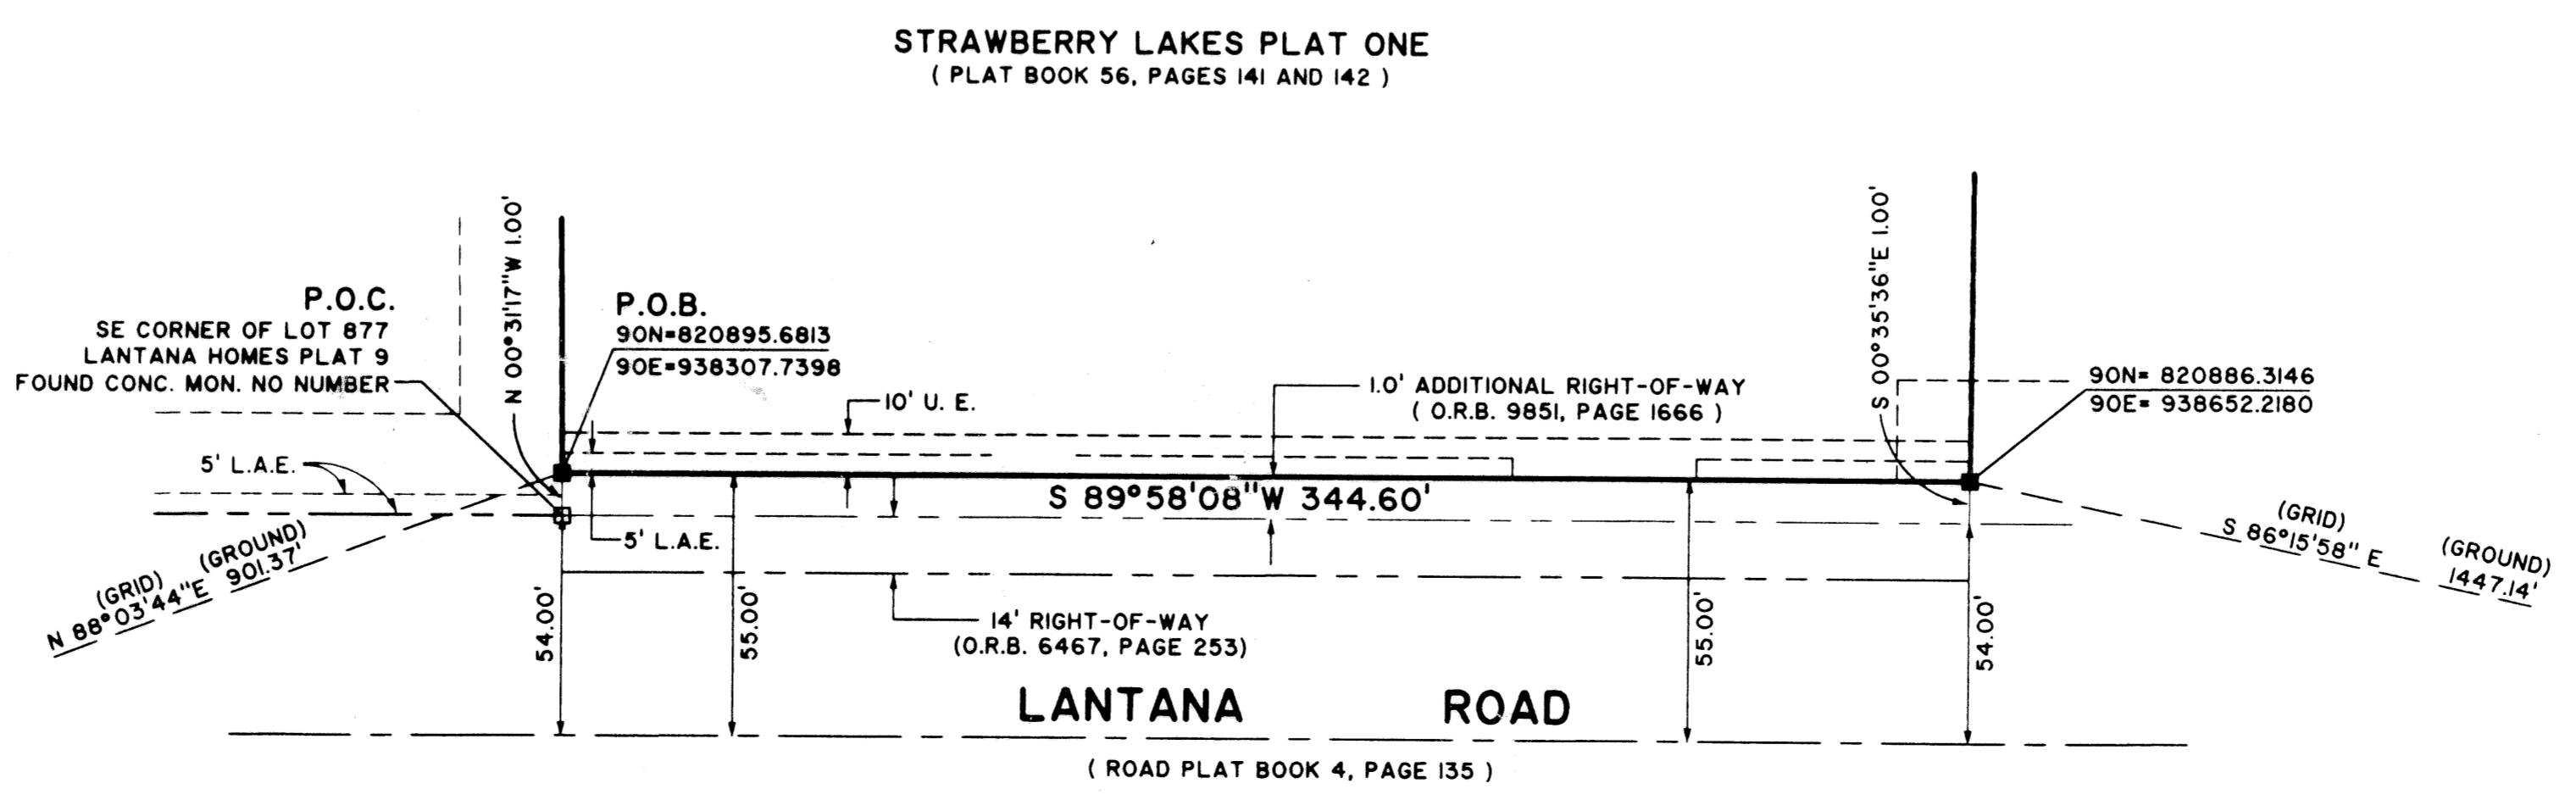 STRAWBERRY LAKES PLAT ONE
( PLAT BOOK 56, PAGES 141 AND 142 )
N 00°31'17"W 1.00'
S 00°35'36"E 1.00'
P.O.C.
SE CORNER OF LOT 877
LANTANA HOMES PLAT 9
FOUND CONC. MON. NO NUMBER
P.O.B.
90N=820895.6813
90E=938307.7398
10' U. E.
1.0' ADDITIONAL RIGHT-OF-WAY
( O.R.B. 9851, PAGE 1666 )
90N= 820886.3146
90E= 938652.2180
5' L.A.E.
S 89°58'08"W 344.60'
5' L.A.E.
(GRID) (GROUND)
N 88°03'44"E 901.37'
(GRID) (GROUND)
S 86°15'58" E 1447.14'
54.00'
55.00'
14' RIGHT-OF-WAY
(O.R.B. 6467, PAGE 253)
55.00'
54.00'
LANTANA ROAD
( ROAD PLAT BOOK 4, PAGE 135 )